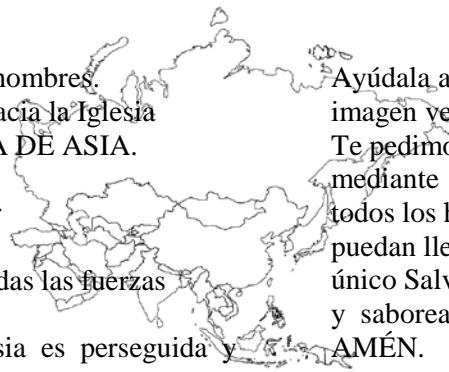 hombres.
acia la Iglesia
A DE ASIA.
das las fuerzas
sia es perseguida y
Ayúdala a
imagen ve
Te pedimo
mediante
todos los h
puedan lle
único Salv
y saborea
AMÉN.